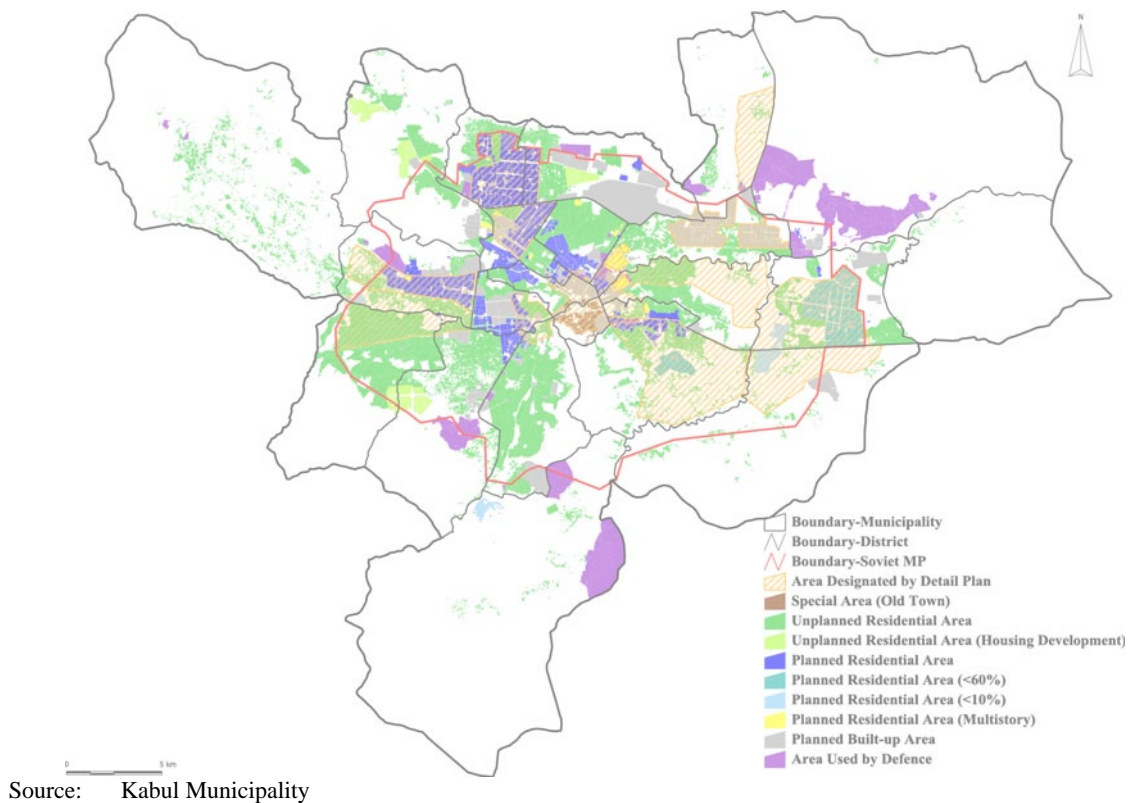 N
Boundary-Municipality
Boundary-District
Boundary-Soviet MP
Area Designated by Detail Plan
Special Area (Old Town)
Unplanned Residential Area
Unplanned Residential Area (Housing Development)
Planned Residential Area
Planned Residential Area (<60%)
Planned Residential Area (<10%)
Planned Residential Area (Multistory)
Planned Built-up Area
Area Used by Defence
0 5 km
Source: Kabul Municipality